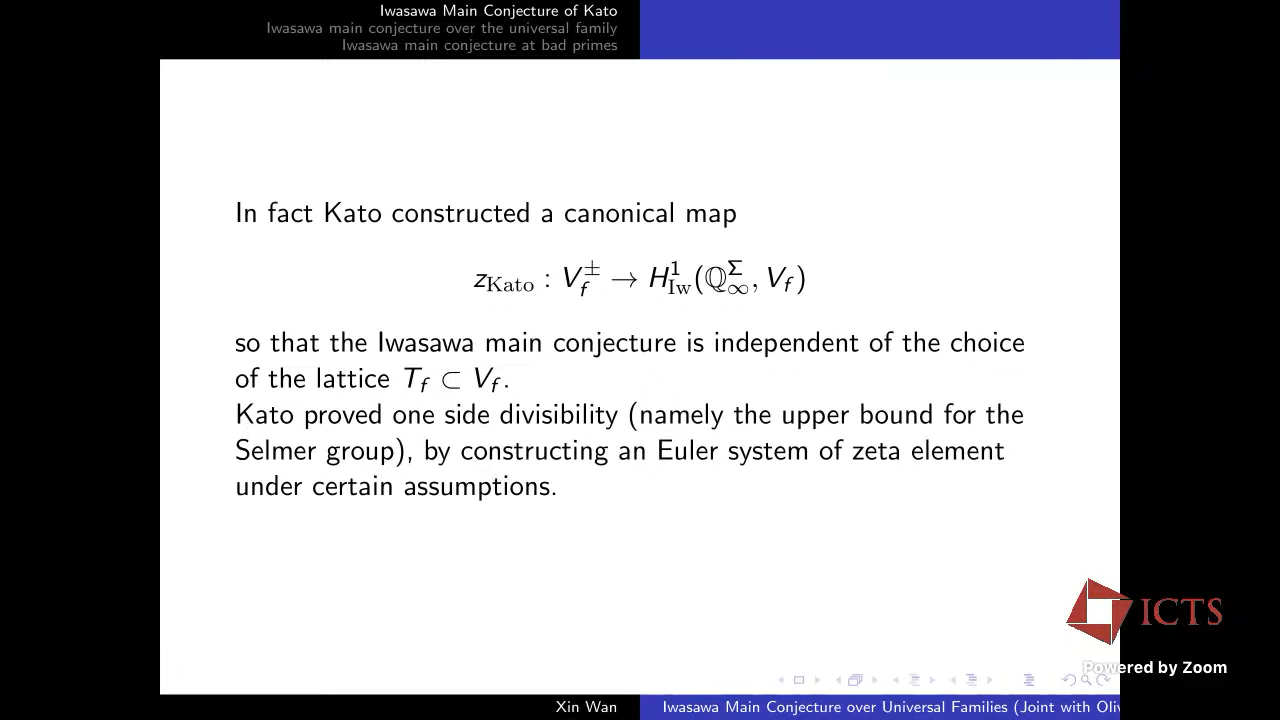 Iwasawa Main Conjecture of Kato
Iwasawa main conjecture over the universal family
Iwasawa main conjecture at bad primes
In fact Kato constructed a canonical map
z_Kato : V_f^± → H^1_Iw(ℚ^Σ_∞, V_f)
so that the Iwasawa main conjecture is independent of the choice
of the lattice T_f ⊂ V_f.
Kato proved one side divisibility (namely the upper bound for the
Selmer group), by constructing an Euler system of zeta element
under certain assumptions.
ICTS
Powered by Zoom
Xin Wan
Iwasawa Main Conjecture over Universal Families (Joint with Oliv